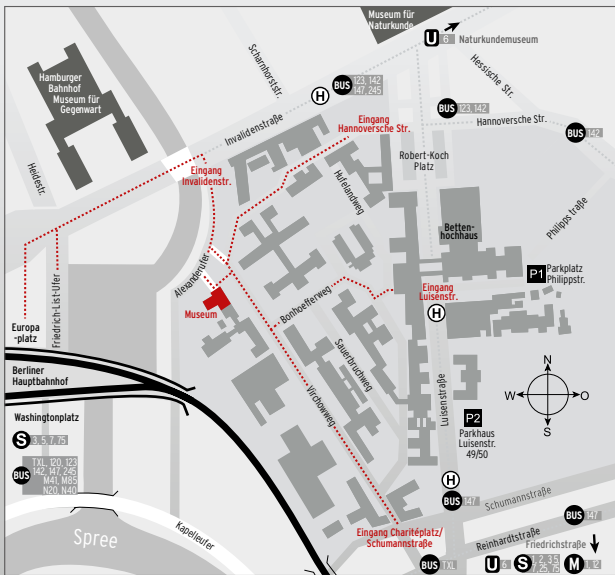 Museum für
Naturkunde
U 6 Naturkundemuseum
Scharnhorststr.
Hessische Str.
Hamburger
Bahnhof
Museum für
Gegenwart
H
BUS 123, 142
147, 245
BUS 123, 142
Hannoversche Str.
BUS 142
Invalidenstraße
Eingang
Hannoversche Str.
Robert-Koch
Platz
Heidestr.
Eingang
Invalidenstr.
Hufelandweg
Philipps traße
Betten-
hochhaus
Alexanderufer
P1 Parkplatz
Philippstr.
Eingang
Luisenstr.
Friedrich-List-Ufer
Museum
Bonhoefferweg
H
Europa
-platz
Sauerbruchweg
Berliner
Hauptbahnhof
Virchowweg
Luisenstraße
N
W O
S
Washingtonplatz
S 3, 5, 7, 75
P2
Parkhaus
Luisenstr.
49/50
BUS TXL, 120, 123
142, 147, 245
M41, M85
N20, N40
H
BUS 147
Schumannstraße
Kapelleufer
Spree
Eingang Charitéplatz/
Schumannstraße
Reinhardtstraße
BUS 147
Friedrichstraße
BUS TXL
U 6 S 1, 2, 3, 5
7, 25, 75 M 1, 12